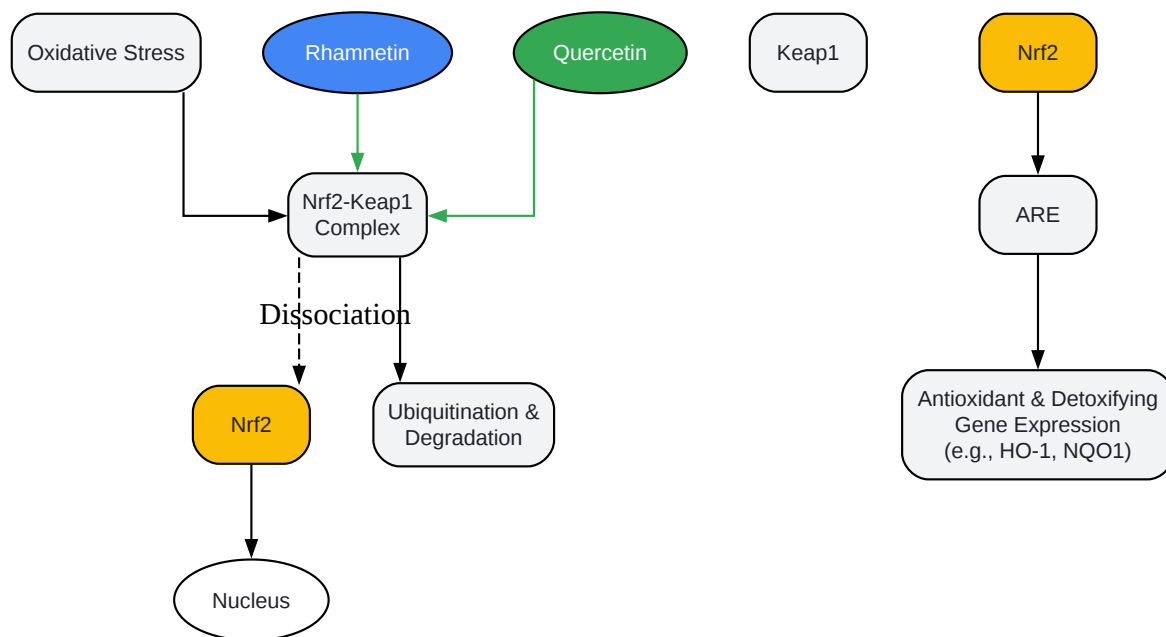 Oxidative Stress
Rhamnetin
Quercetin
Keap1
Nrf2
Nrf2-Keap1
Complex
ARE
Dissociation
Nrf2
Ubiquitination &
Degradation
Antioxidant & Detoxifying
Gene Expression
(e.g., HO-1, NQO1)
Nucleus